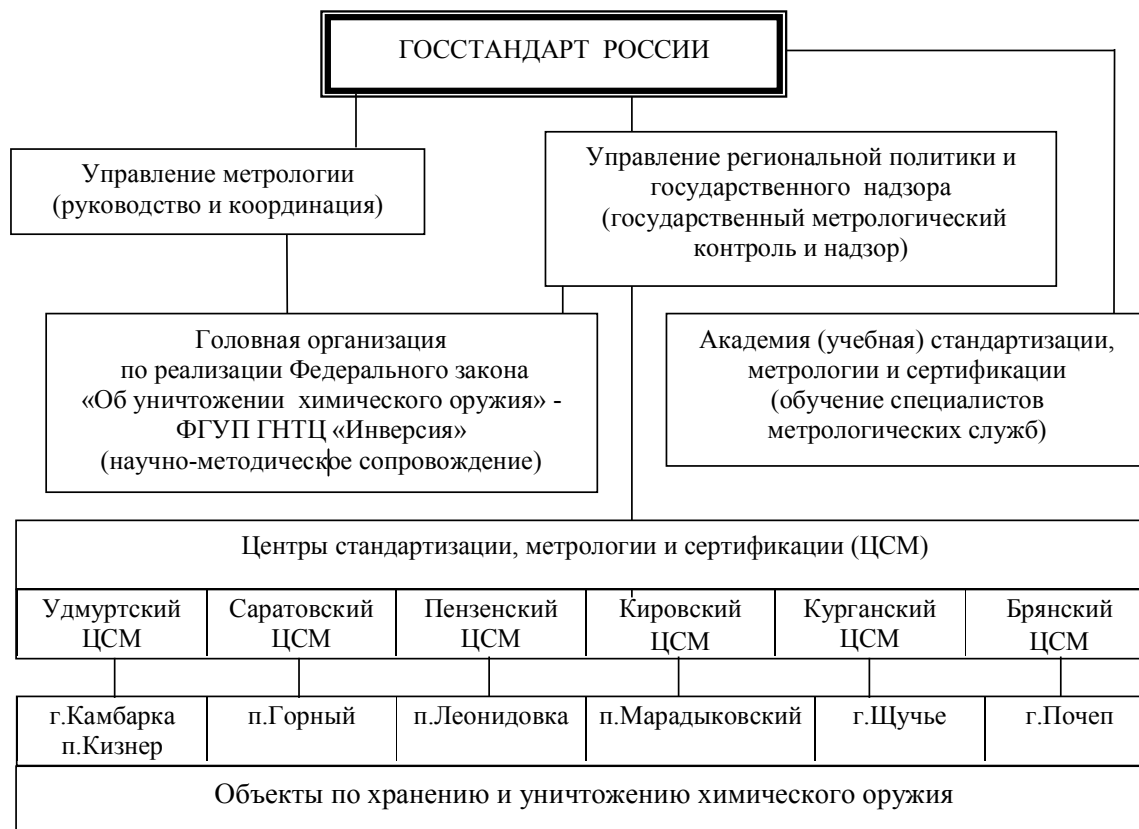 ГОССТАНДАРТ РОССИИ
Управление метрологии
(руководство и координация)
Управление региональной политики и
государственного надзора
(государственный метрологический
контроль и надзор)
Головная организация
по реализации Федерального закона
«Об уничтожении химического оружия» -
ФГУП ГНТЦ «Инверсия»
(научно-методическое сопровождение)
Академия (учебная) стандартизации,
метрологии и сертификации
(обучение специалистов
метрологических служб)
Центры стандартизации, метрологии и сертификации (ЦСМ)
Удмуртский
ЦСМ
Саратовский
ЦСМ
Пензенский
ЦСМ
Кировский
ЦСМ
Курганский
ЦСМ
Брянский
ЦСМ
г.Камбарка
п.Кизнер
п.Горный
п.Леонидовка
п.Марадыковский
г.Щучье
г.Почеп
Объекты по хранению и уничтожению химического оружия